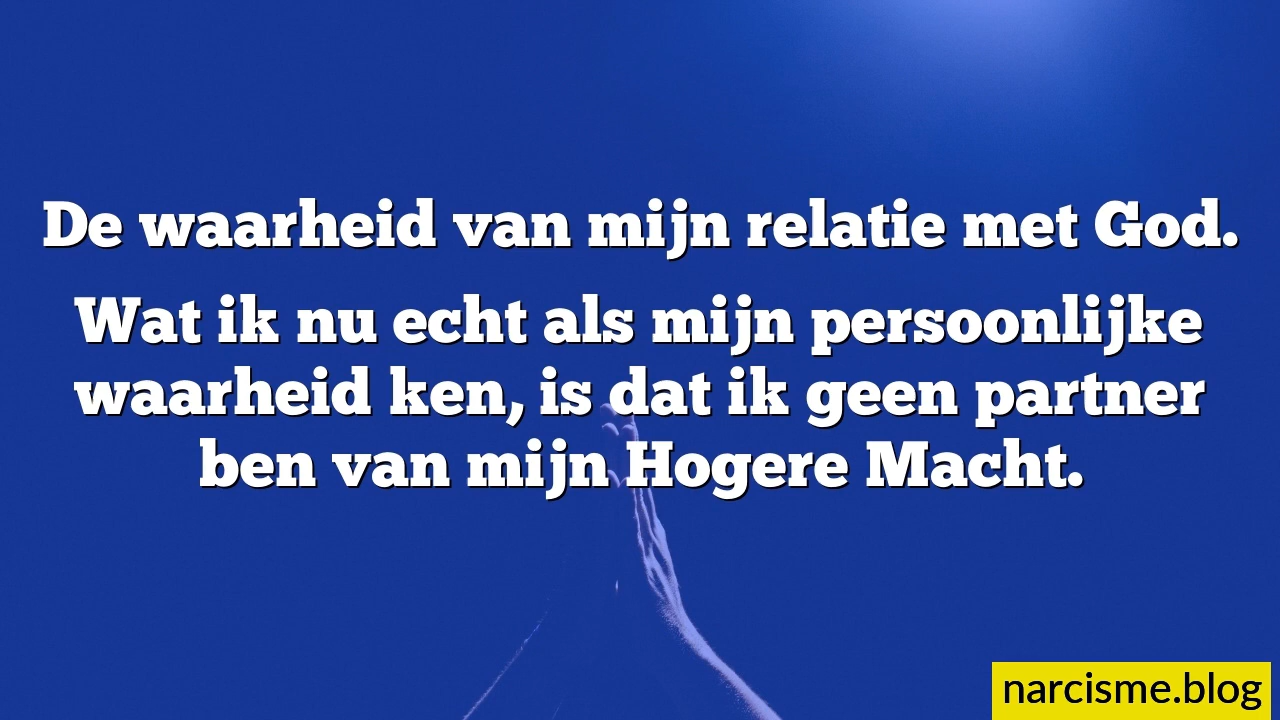 De waarheid van mijn relatie met God.
Wat ik nu echt als mijn persoonlijke
waarheid ken, is dat ik geen partner
ben van mijn Hogere Macht.
narcisme.blog